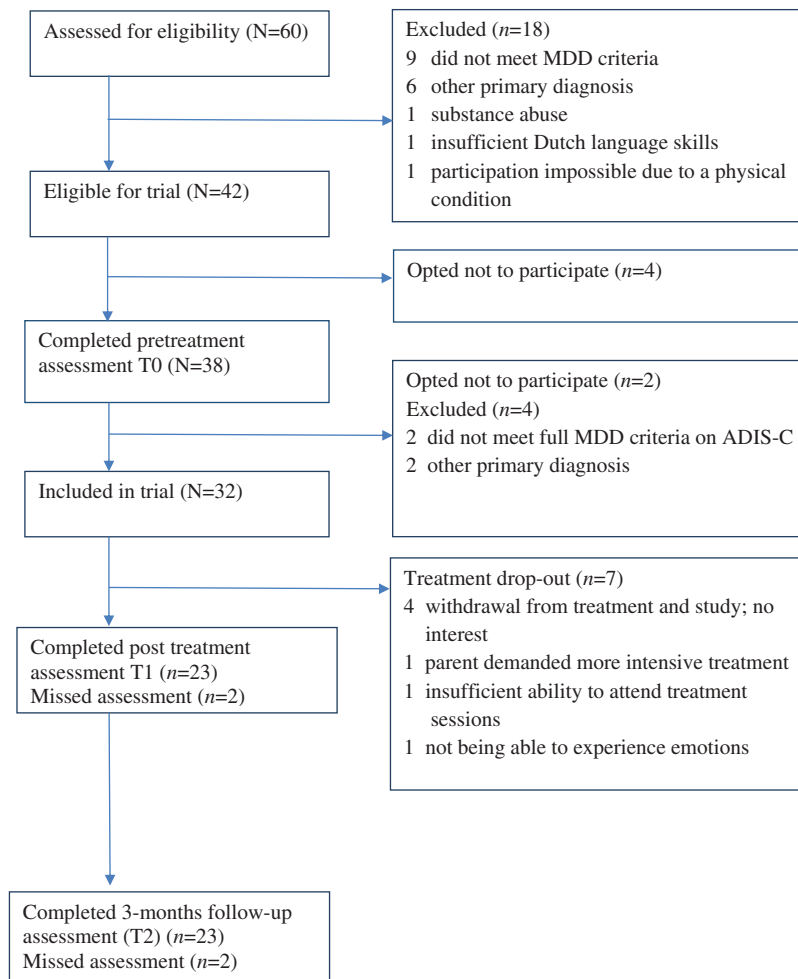 Assessed for eligibility (N=60)
Excluded (n=18)
9 did not meet MDD criteria
6 other primary diagnosis
1 substance abuse
1 insufficient Dutch language skills
1 participation impossible due to a physical
condition
Eligible for trial (N=42)
Opted not to participate (n=4)
Completed pretreatment
assessment T0 (N=38)
Opted not to participate (n=2)
Excluded (n=4)
2 did not meet full MDD criteria on ADIS-C
2 other primary diagnosis
Included in trial (N=32)
Treatment drop-out (n=7)
4 withdrawal from treatment and study; no
interest
1 parent demanded more intensive treatment
1 insufficient ability to attend treatment
sessions
1 not being able to experience emotions
Completed post treatment
assessment T1 (n=23)
Missed assessment (n=2)
Completed 3-months follow-up
assessment (T2) (n=23)
Missed assessment (n=2)